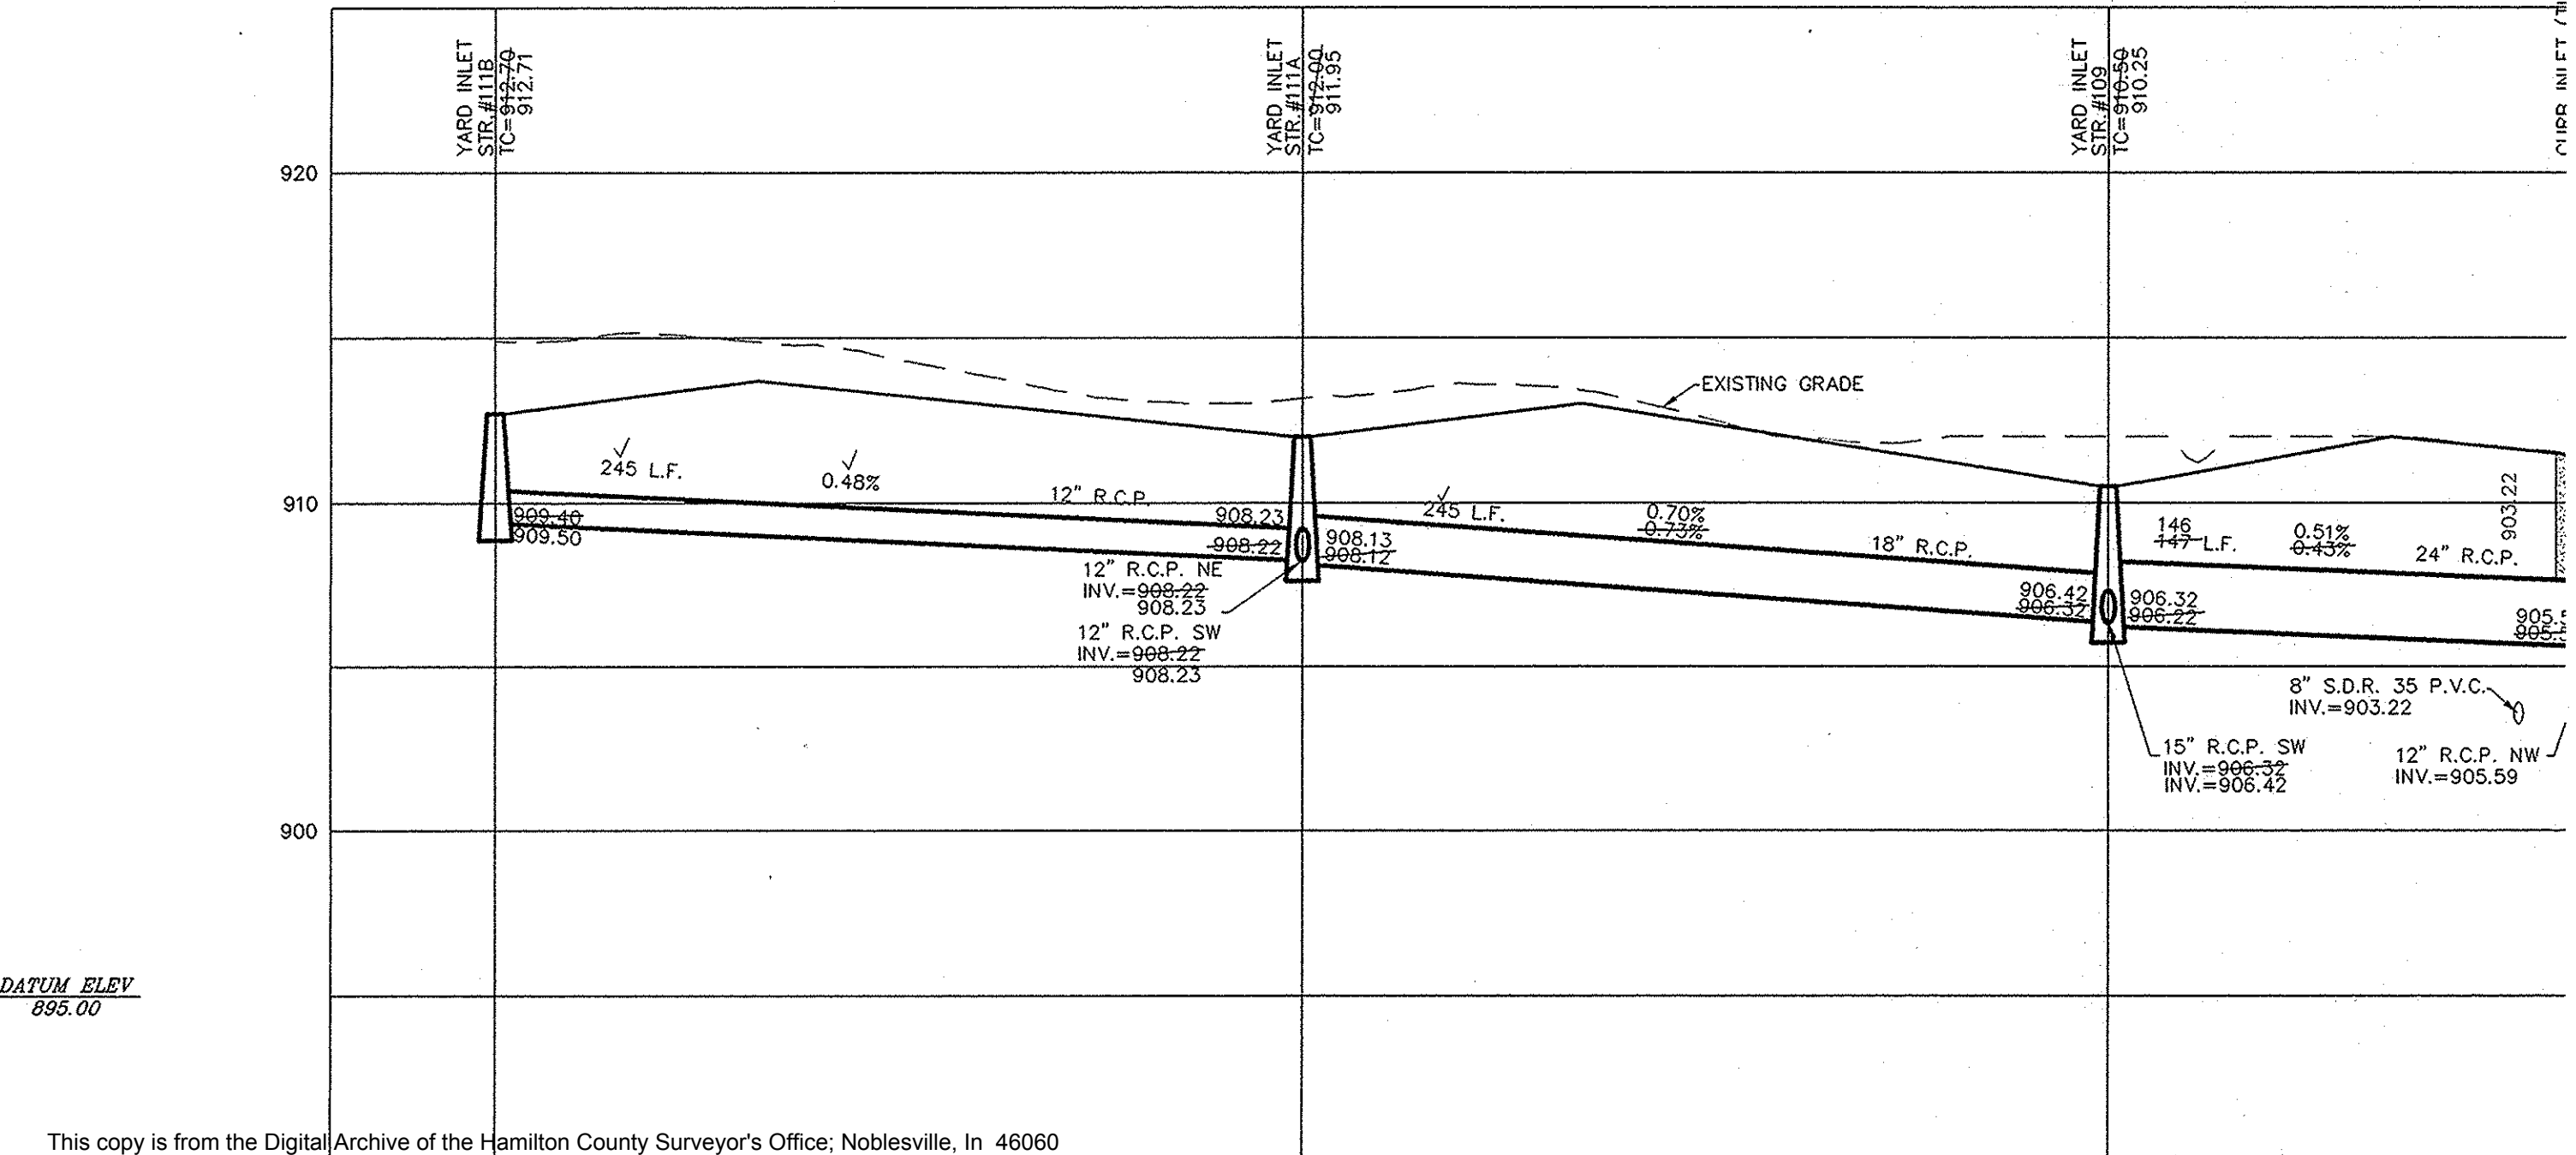 YARD INLET
STR.#111B
TC=912.70
912.71
YARD INLET
STR.#111A
TC=912.00
911.95
YARD INLET
STR.#109
TC=910.50
910.25
CURB INLET
920
EXISTING GRADE
245 L.F.
0.48%
12" R.C.P.
909.40
909.50
908.23
908.22
908.13
908.12
245 L.F.
0.70%
0.73%
18" R.C.P.
910
12" R.C.P. NE
INV.=908.22
908.23
12" R.C.P. SW
INV.=908.22
908.23
906.42
906.32
906.32
906.22
146
147 L.F.
0.51%
0.43%
24" R.C.P.
903.22
8" S.D.R. 35 P.V.C.
INV.=903.22
15" R.C.P. SW
INV.=906.32
INV.=906.42
12" R.C.P. NW
INV.=905.59
900
DATUM ELEV
895.00
This copy is from the Digital Archive of the Hamilton County Surveyor's Office; Noblesville, In 46060